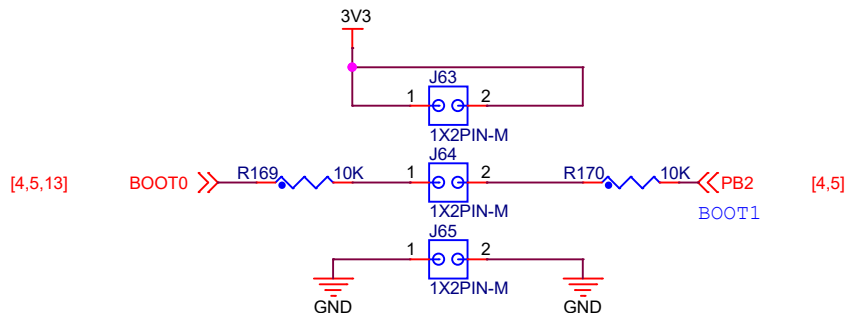 3V3
J63
1 2
1X2PIN-M
J64
[4,5,13] BOOT0 R169 10K 1 2 R170 10K PB2 [4,5]
1X2PIN-M
BOOT1
J65
1 2
1X2PIN-M
GND GND